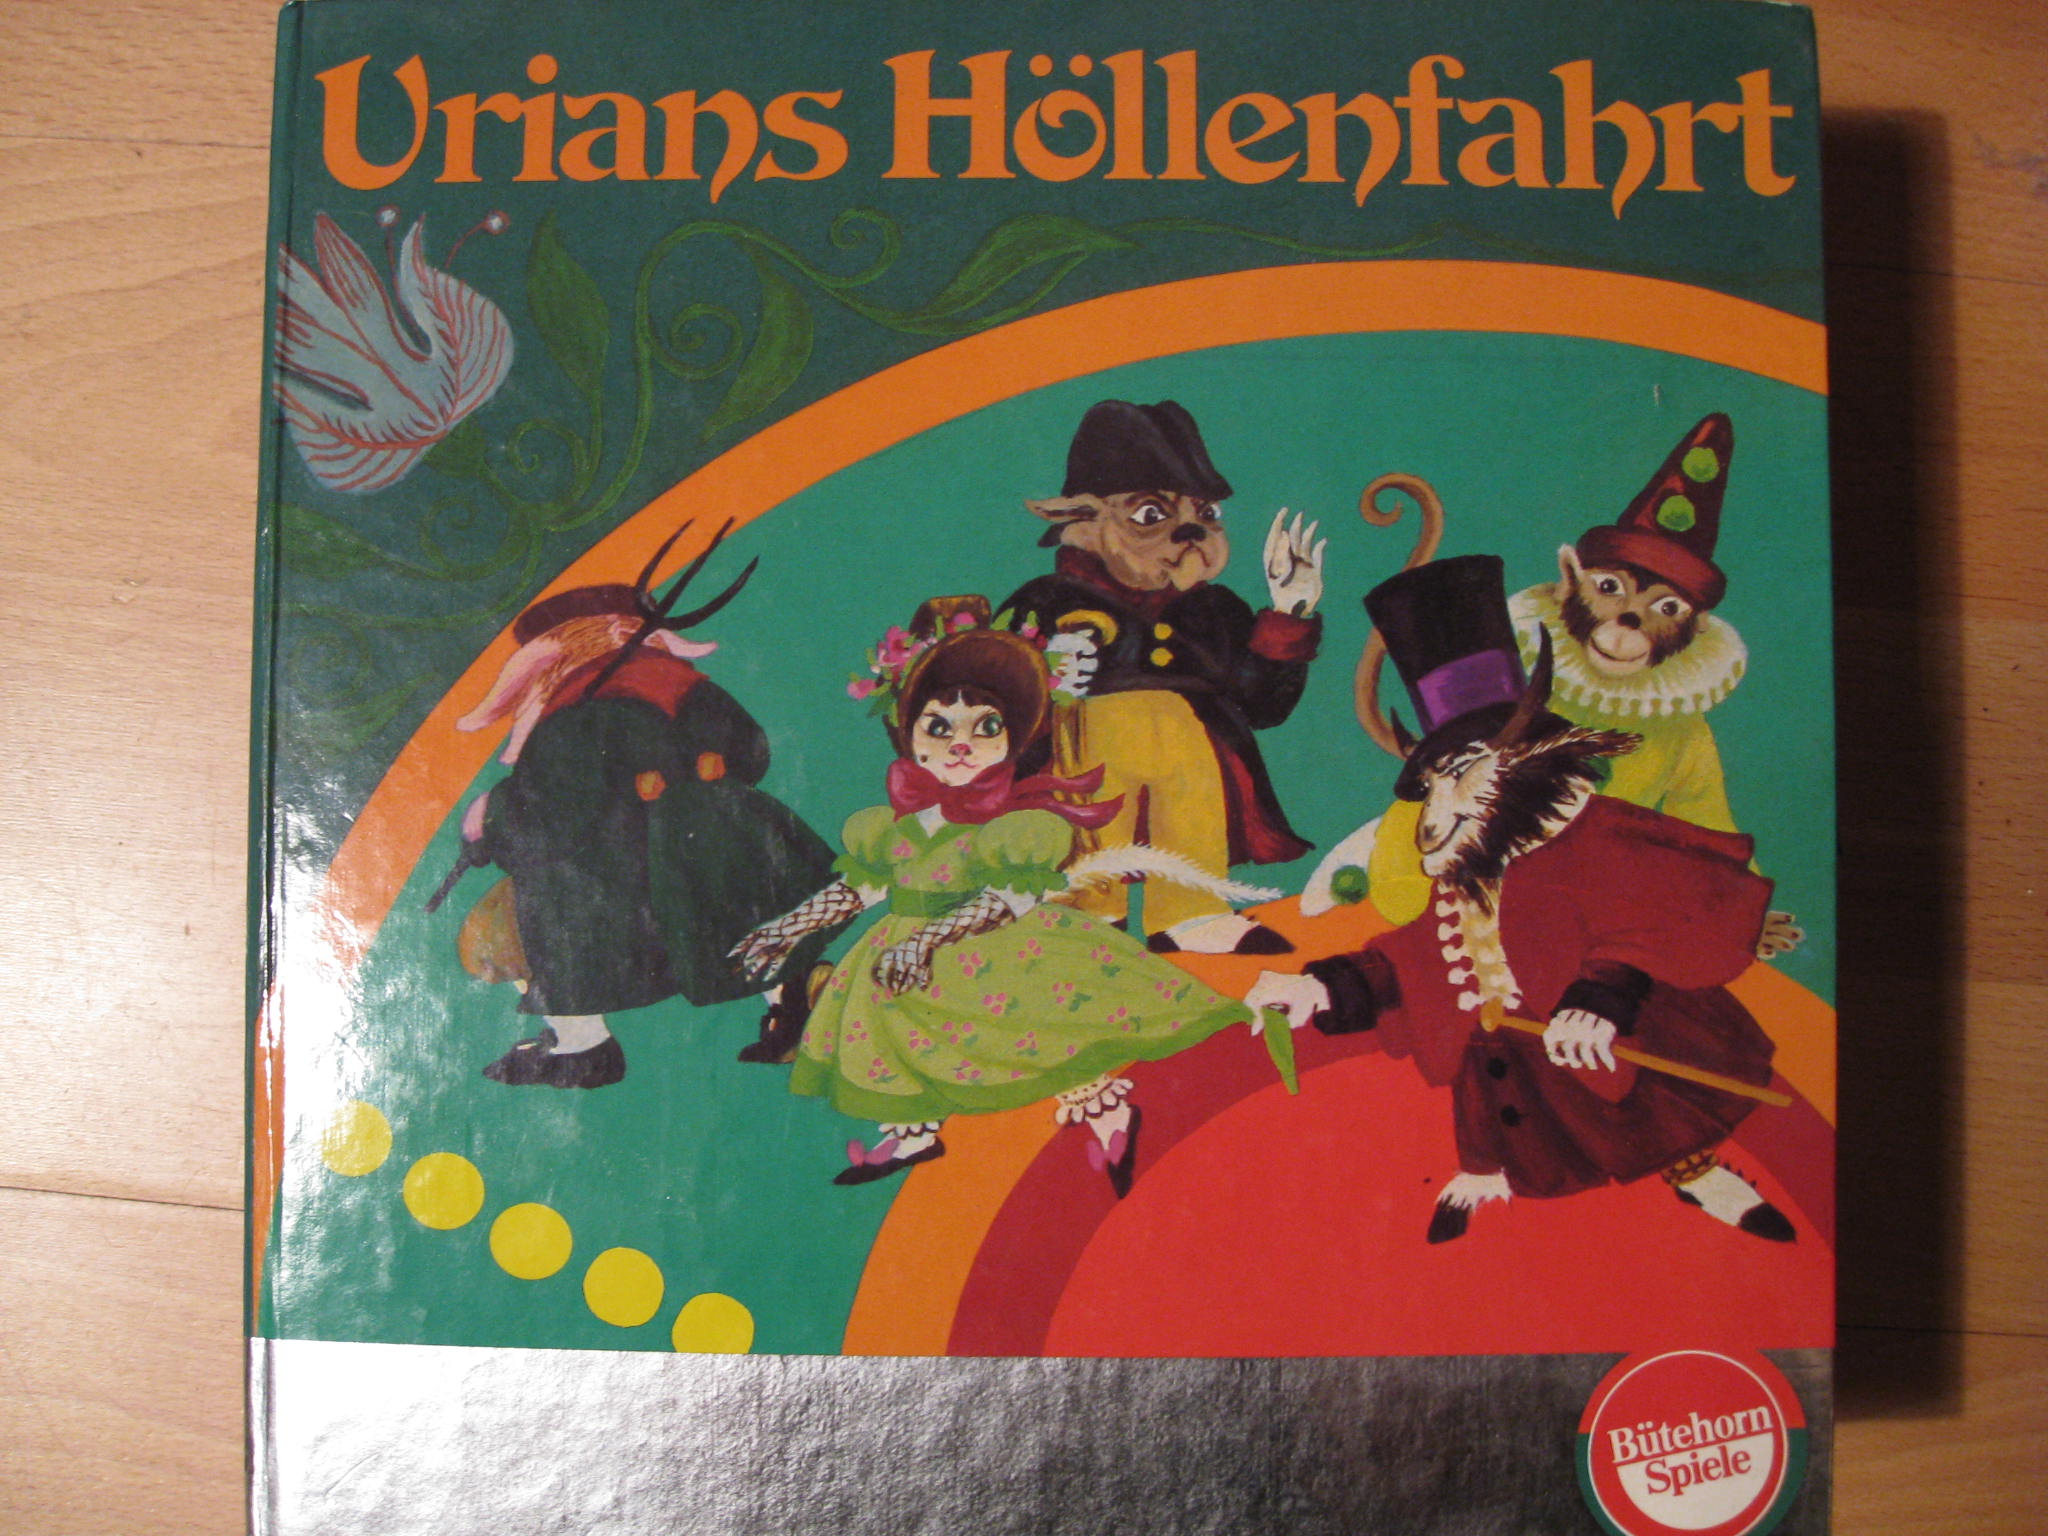 Urians Höllenfahrt
Bütehorn
Spiele